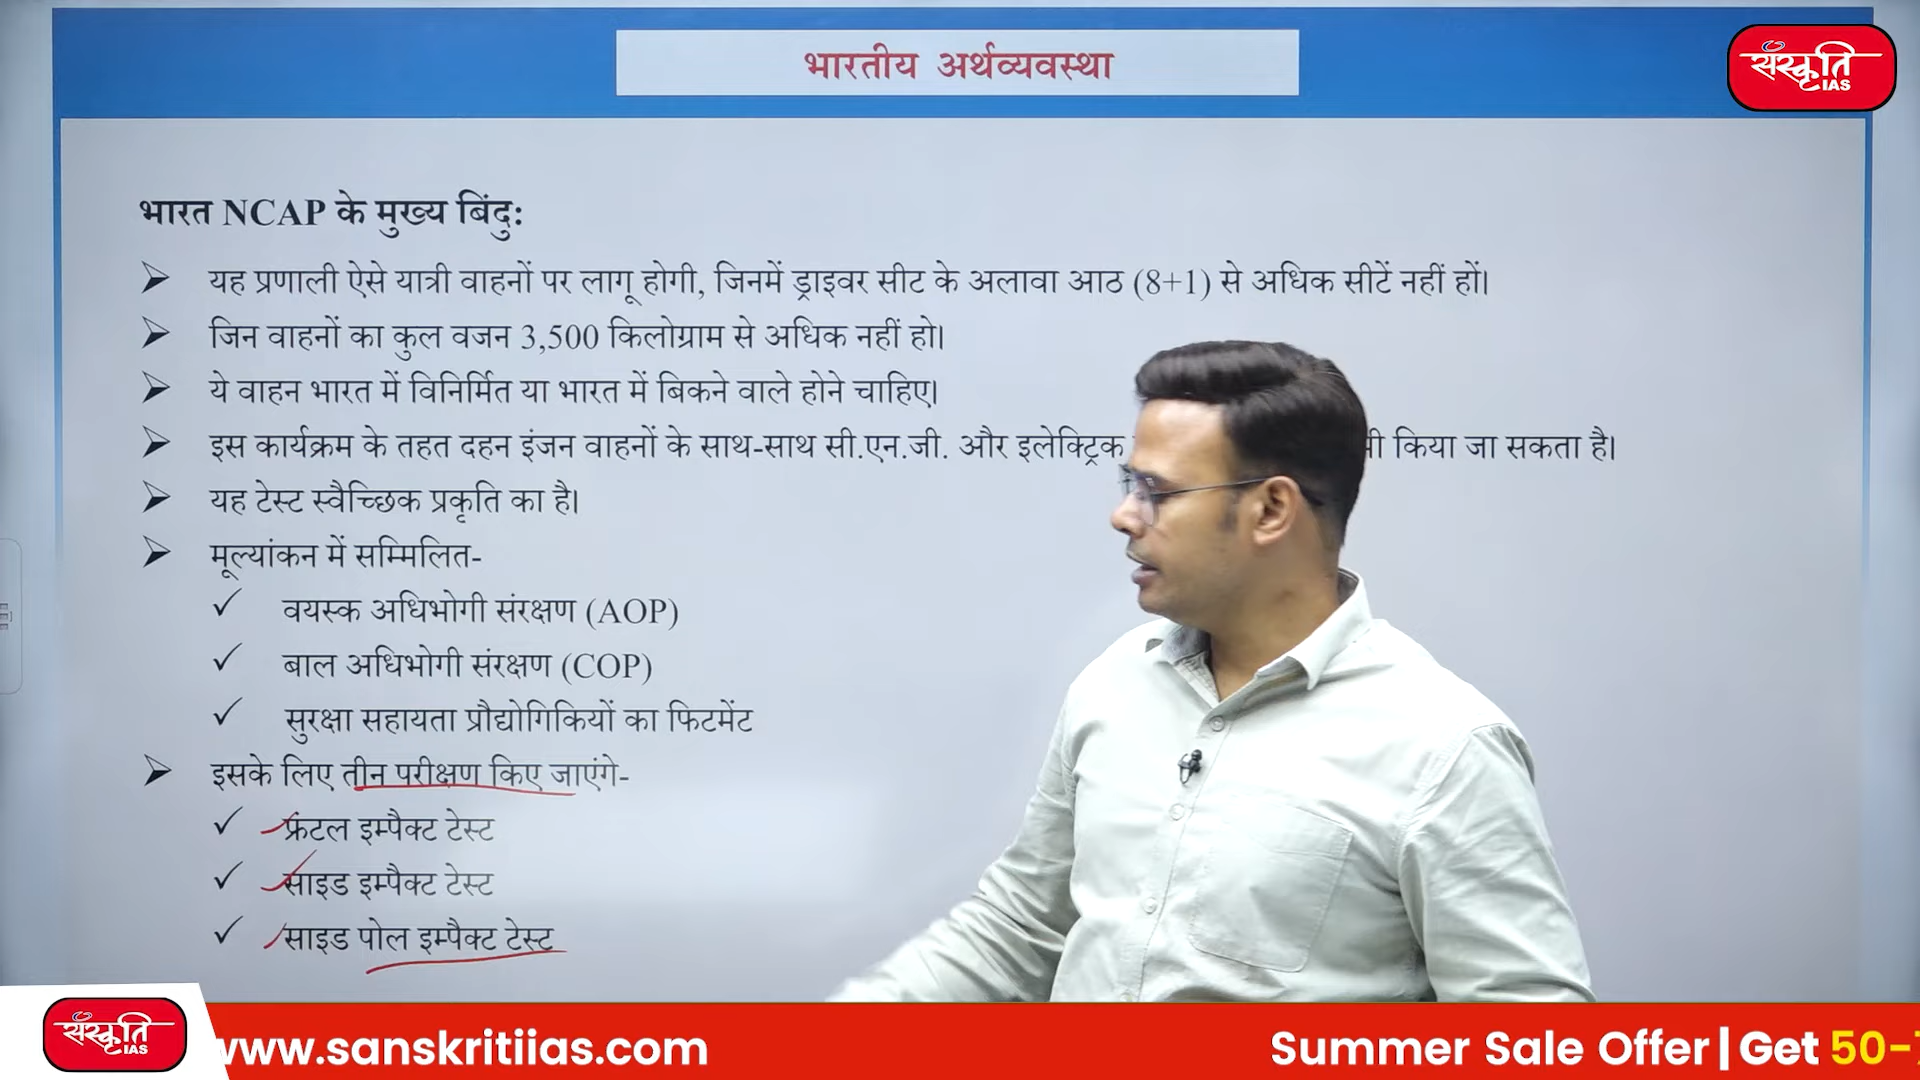 भारतीय अर्थव्यवस्था
संस्कृति
IAS
भारत NCAP के मुख्य बिंदु:
यह प्रणाली ऐसे यात्री वाहनों पर लागू होगी, जिनमें ड्राइवर सीट के अलावा आठ (8+1) से अधिक सीटें नहीं हों।
जिन वाहनों का कुल वजन 3,500 किलोग्राम से अधिक नहीं हो।
ये वाहन भारत में विनिर्मित या भारत में बिकने वाले होने चाहिए।
इस कार्यक्रम के तहत दहन इंजन वाहनों के साथ-साथ सी.एन.जी. और इलेक्ट्रिक किया जा सकता है।
यह टेस्ट स्वैच्छिक प्रकृति का है।
मूल्यांकन में सम्मिलित-
✓ वयस्क अधिभोगी संरक्षण (AOP)
✓ बाल अधिभोगी संरक्षण (COP)
✓ सुरक्षा सहायता प्रौद्योगिकियों का फिटमेंट
इसके लिए तीन परीक्षण किए जाएंगे-
✓ फ्रंटल इम्पैक्ट टेस्ट
✓ साइड इम्पैक्ट टेस्ट
✓ साइड पोल इम्पैक्ट टेस्ट
संस्कृति
IAS
www.sanskritiias.com
Summer Sale Offer | Get 50-